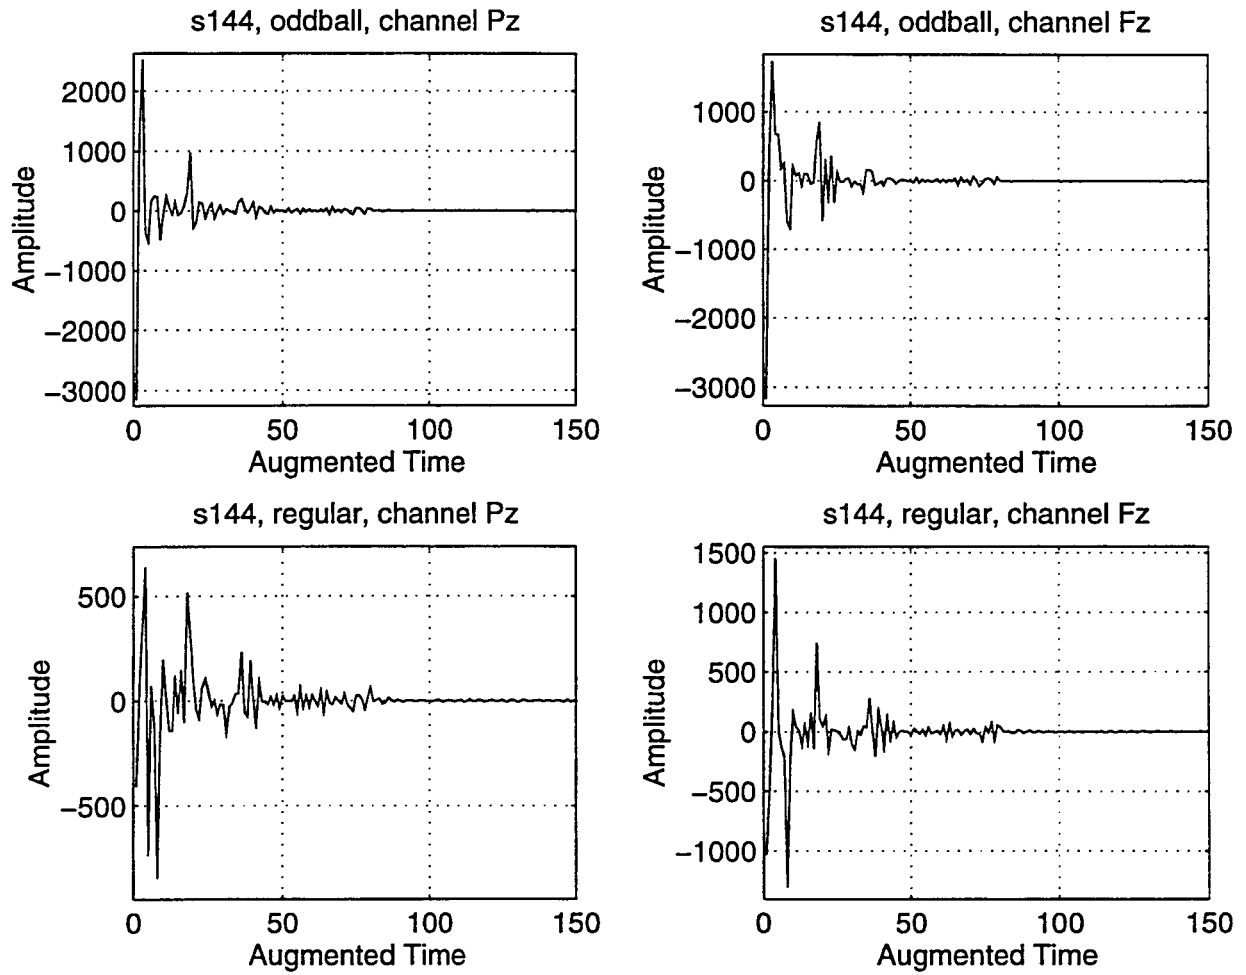 s144, oddball, channel Pz
2000
1000
0
−1000
−2000
−3000
Amplitude
0 50 100 150
Augmented Time
s144, oddball, channel Fz
1000
0
−1000
−2000
−3000
Amplitude
0 50 100 150
Augmented Time
s144, regular, channel Pz
500
0
−500
Amplitude
0 50 100 150
Augmented Time
s144, regular, channel Fz
1500
1000
500
0
−500
−1000
Amplitude
0 50 100 150
Augmented Time